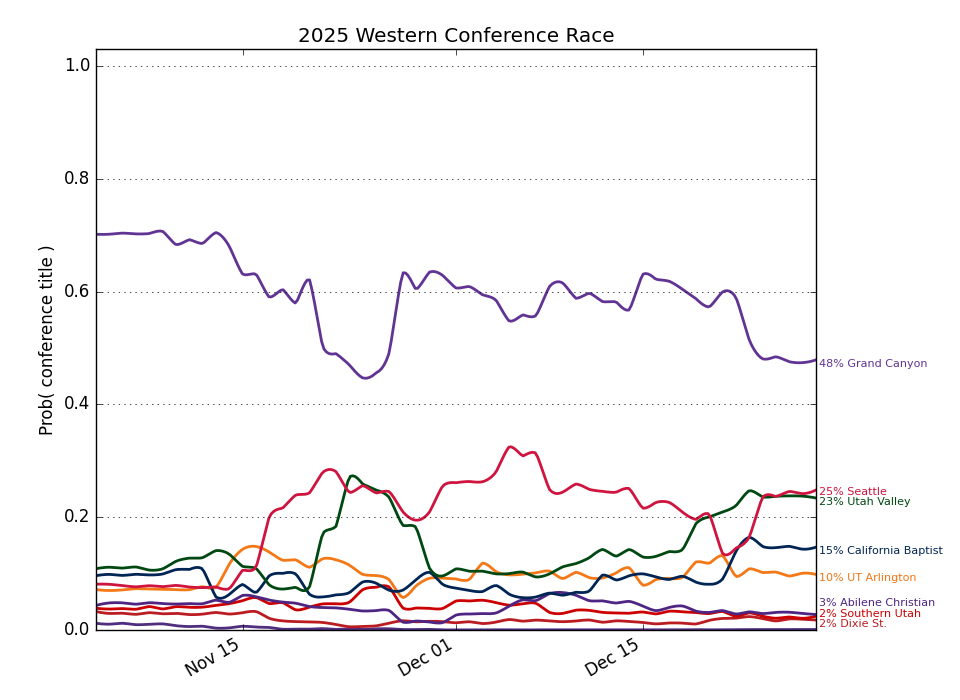 2025 Western Conference Race
Prob( conference title )
1.0
0.8
0.6
0.4
0.2
0.0
48% Grand Canyon
25% Seattle
23% Utah Valley
15% California Baptist
10% UT Arlington
3% Abilene Christian
2% Southern Utah
2% Dixie St.
Nov 15
Dec 01
Dec 15